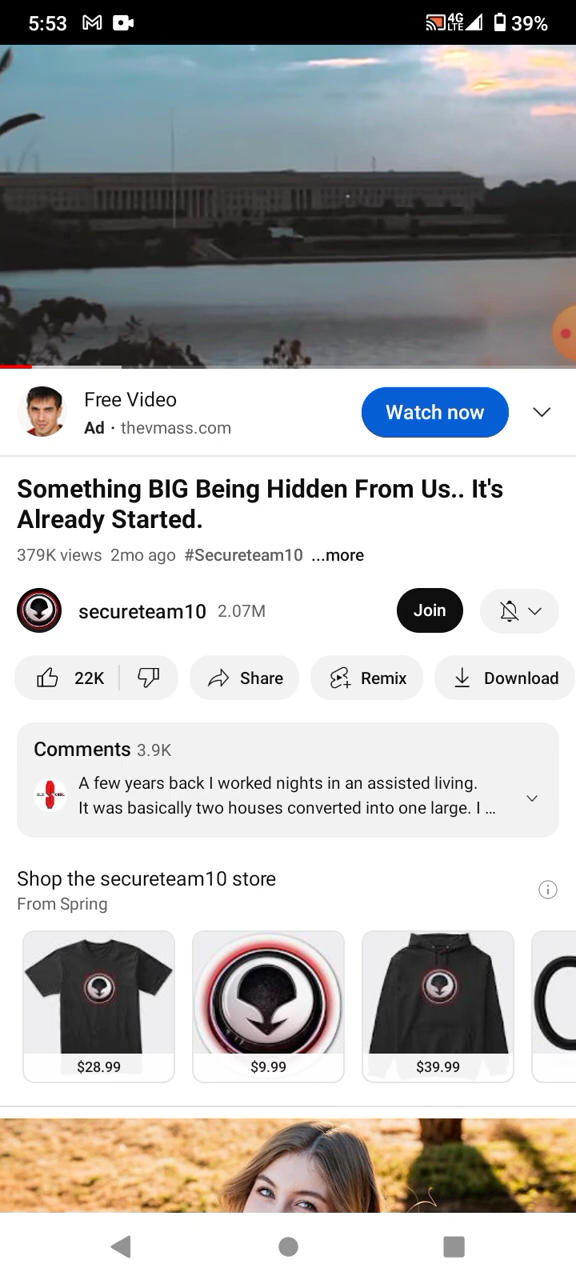 5:53
4G
LTE
39%
Free Video
Ad · thevmass.com
Watch now
Something BIG Being Hidden From Us.. It's
Already Started.
379K views 2mo ago #Secureteam10 ...more
secureteam10 2.07M
Join
22K
Share
Remix
Download
Comments 3.9K
A few years back I worked nights in an assisted living.
It was basically two houses converted into one large. I ...
Shop the secureteam10 store
From Spring
$28.99
$9.99
$39.99